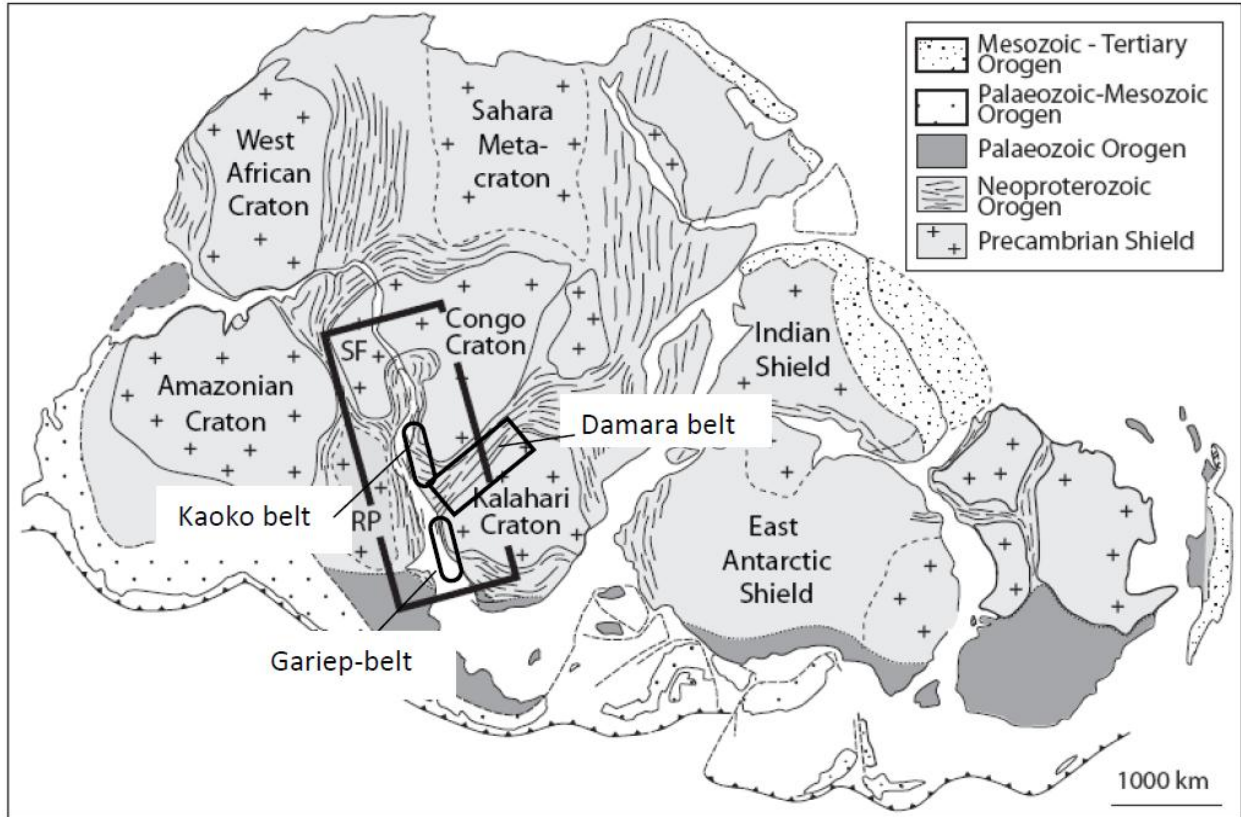 Mesozoic - Tertiary
Orogen
Palaeozoic-Mesozoic
Orogen
Palaeozoic Orogen
Neoproterozoic
Orogen
Precambrian Shield
West
African
Craton
Sahara
Meta-
craton
Congo
Craton
SF
Indian
Shield
Amazonian
Craton
Damara belt
Kaoko belt
RP
Kalahari
Craton
East
Antarctic
Shield
Gariep-belt
1000 km